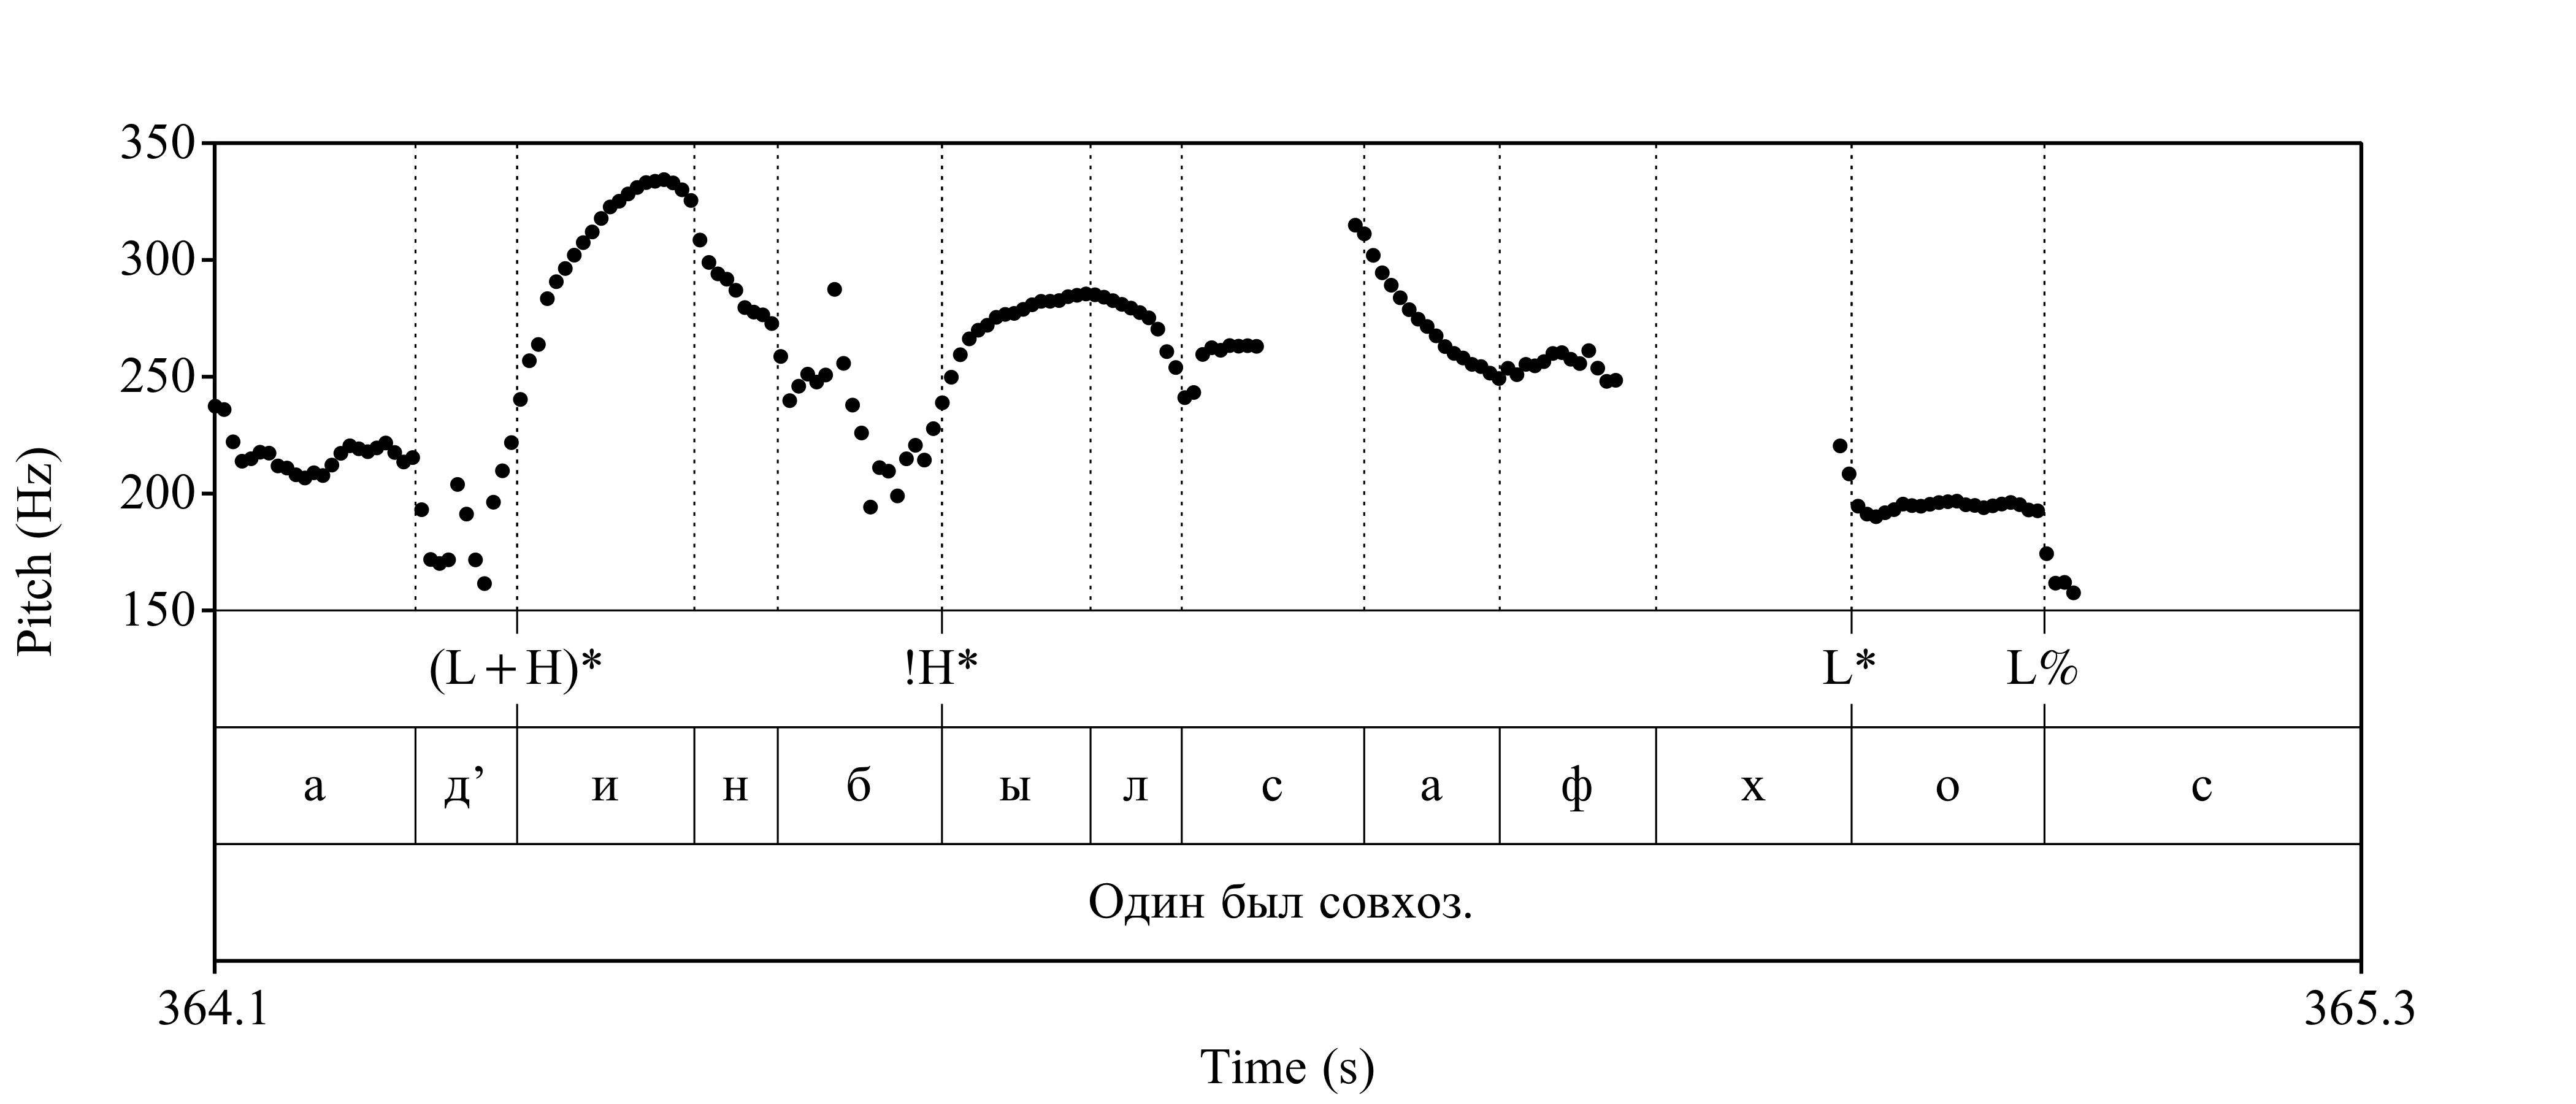 350
300
250
200
150
Pitch (Hz)
(L + H)* !H* L* L%
а д’ и н б ы л с а ф х о с
Один был совхоз.
364.1 365.3
Time (s)